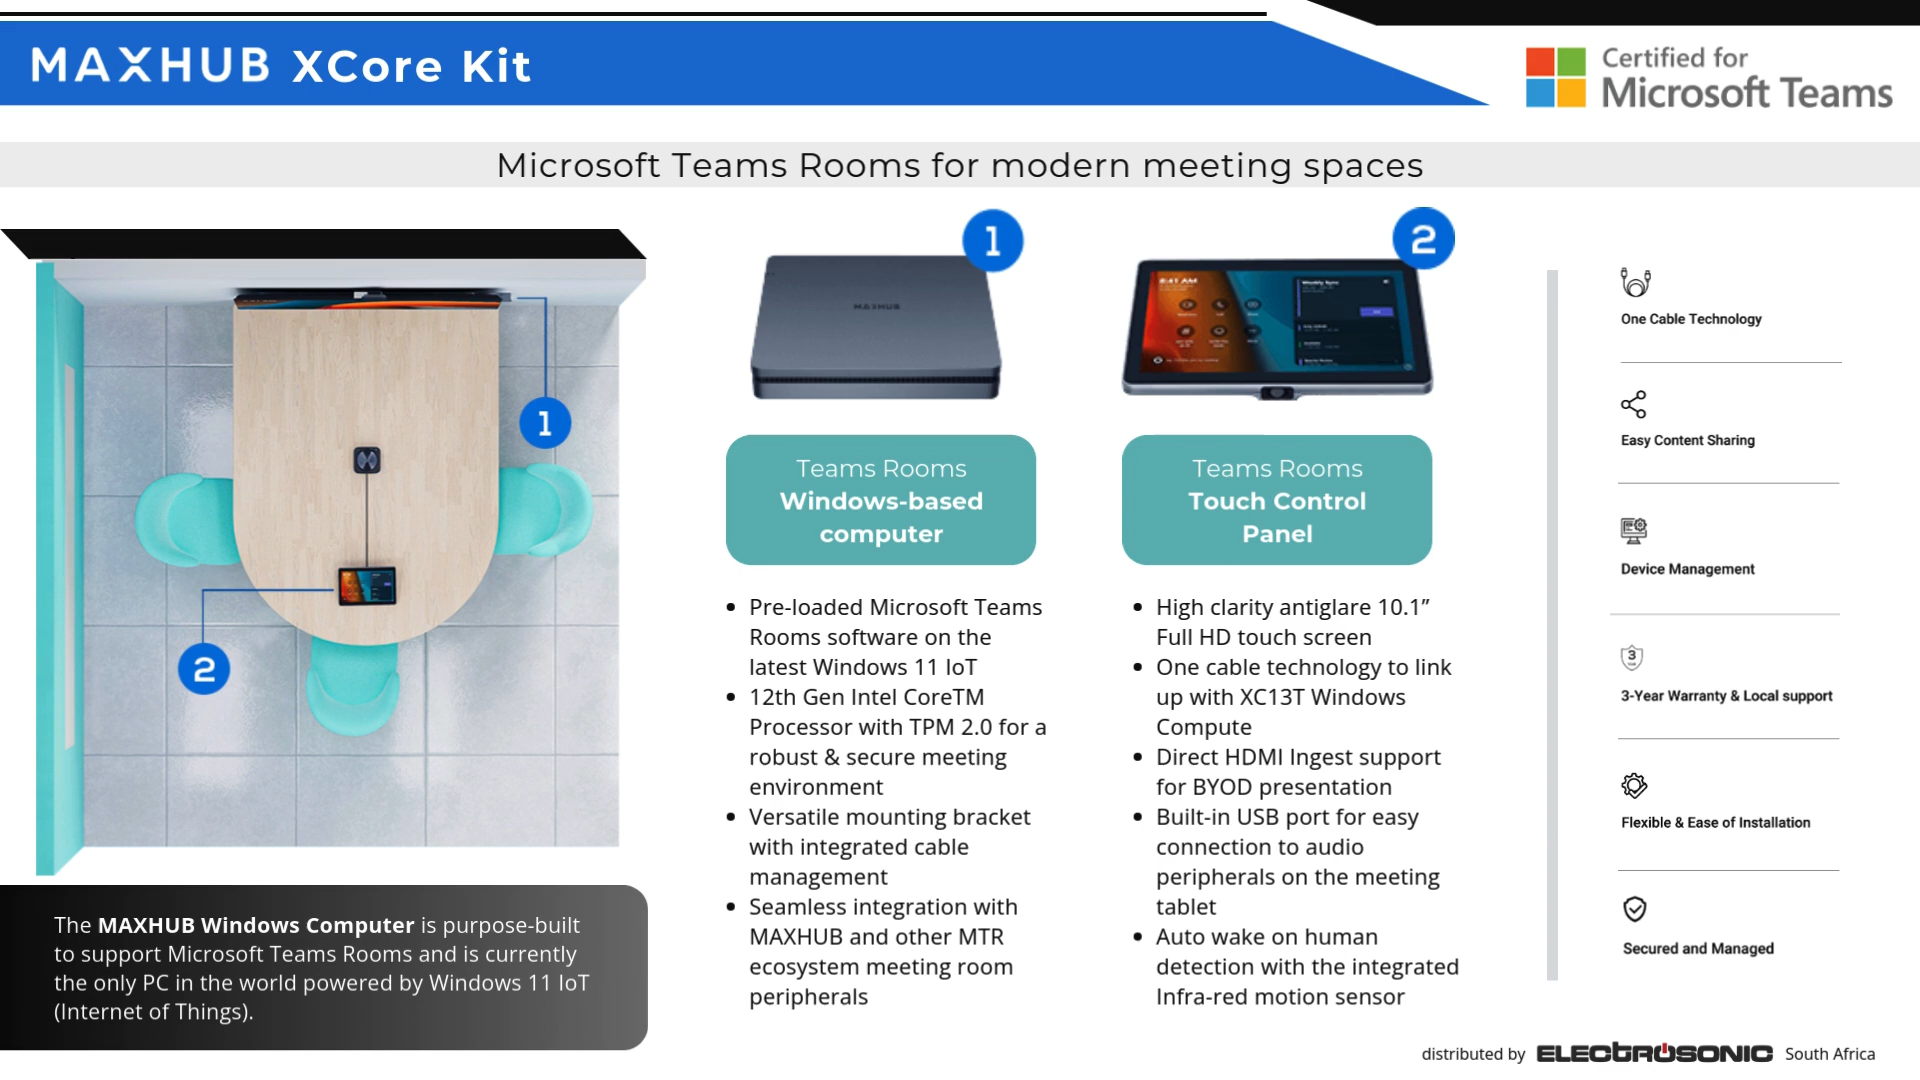 MAXHUB XCore Kit
Certified for
Microsoft Teams
Microsoft Teams Rooms for modern meeting spaces
1
2
MAXHUB
8:41 AM
Weekly Sync
1
2
Teams Rooms
Windows-based
computer
Teams Rooms
Touch Control
Panel
Pre-loaded Microsoft Teams
Rooms software on the
latest Windows 11 IoT
12th Gen Intel CoreTM
Processor with TPM 2.0 for a
robust & secure meeting
environment
Versatile mounting bracket
with integrated cable
management
Seamless integration with
MAXHUB and other MTR
ecosystem meeting room
peripherals
High clarity antiglare 10.1”
Full HD touch screen
One cable technology to link
up with XC13T Windows
Compute
Direct HDMI Ingest support
for BYOD presentation
Built-in USB port for easy
connection to audio
peripherals on the meeting
tablet
Auto wake on human
detection with the integrated
Infra-red motion sensor
One Cable Technology
Easy Content Sharing
Device Management
3
3-Year Warranty & Local support
Flexible & Ease of Installation
Secured and Managed
The MAXHUB Windows Computer is purpose-built
to support Microsoft Teams Rooms and is currently
the only PC in the world powered by Windows 11 IoT
(Internet of Things).
distributed by ELECTROSONIC South Africa